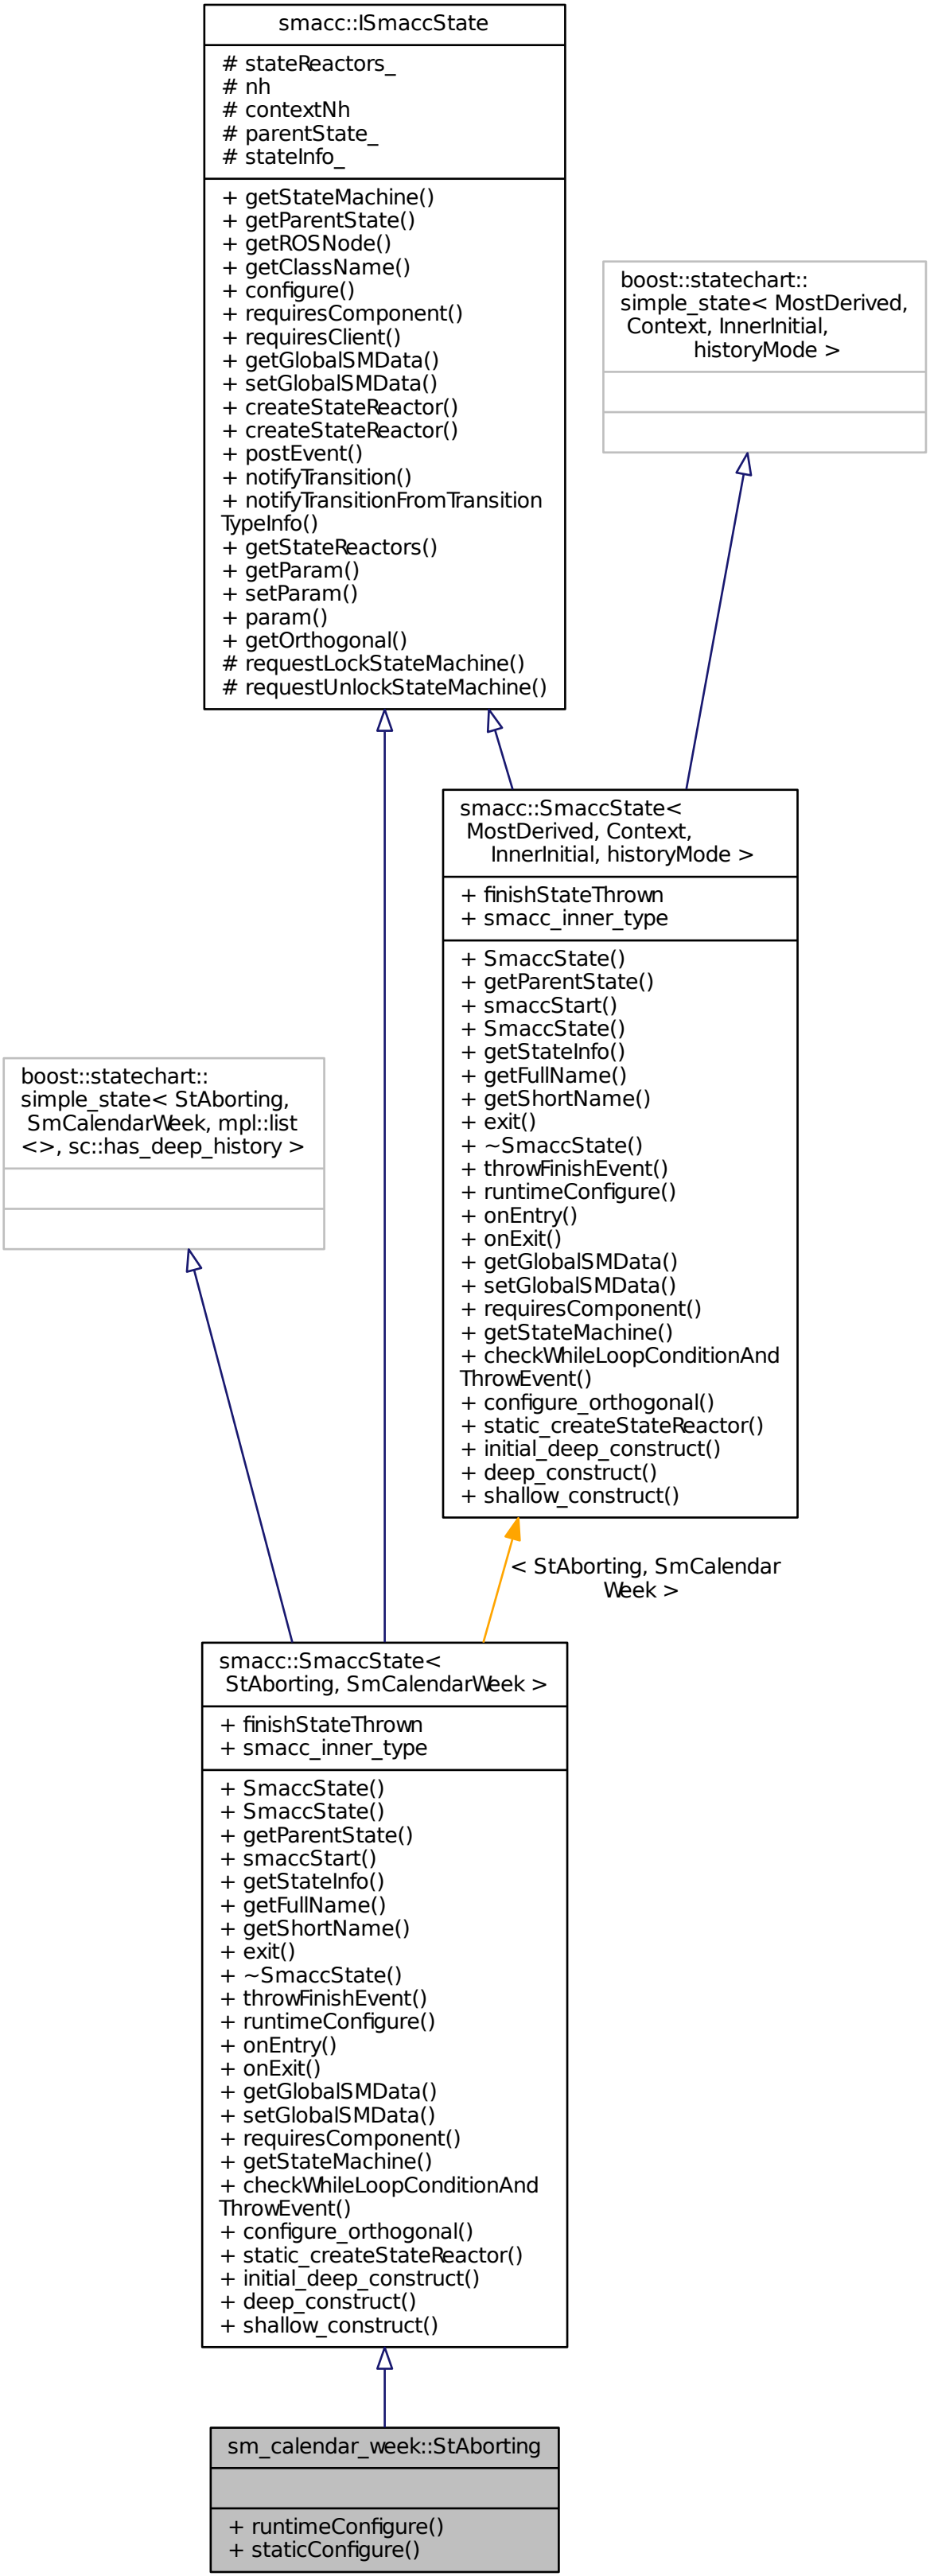 smacc::ISmaccState
# stateReactors_
# nh
# contextNh
# parentState_
# stateInfo_
+ getStateMachine()
+ getParentState()
+ getROSNode()
+ getClassName()
+ configure()
+ requiresComponent()
+ requiresClient()
+ getGlobalSMData()
+ setGlobalSMData()
+ createStateReactor()
+ createStateReactor()
+ postEvent()
+ notifyTransition()
+ notifyTransitionFromTransition
TypeInfo()
+ getStateReactors()
+ getParam()
+ setParam()
+ param()
+ getOrthogonal()
# requestLockStateMachine()
# requestUnlockStateMachine()
boost::statechart::
simple_state< MostDerived,
Context, InnerInitial,
historyMode >
smacc::SmaccState<
MostDerived, Context,
InnerInitial, historyMode >
+ finishStateThrown
+ smacc_inner_type
+ SmaccState()
+ getParentState()
+ smaccStart()
+ SmaccState()
+ getStateInfo()
+ getFullName()
+ getShortName()
+ exit()
+ ~SmaccState()
+ throwFinishEvent()
+ runtimeConfigure()
+ onEntry()
+ onExit()
+ getGlobalSMData()
+ setGlobalSMData()
+ requiresComponent()
+ getStateMachine()
+ checkWhileLoopConditionAnd
ThrowEvent()
+ configure_orthogonal()
+ static_createStateReactor()
+ initial_deep_construct()
+ deep_construct()
+ shallow_construct()
boost::statechart::
simple_state< StAborting,
SmCalendarWeek, mpl::list
<>, sc::has_deep_history >
< StAborting, SmCalendar
Week >
smacc::SmaccState<
StAborting, SmCalendarWeek >
+ finishStateThrown
+ smacc_inner_type
+ SmaccState()
+ SmaccState()
+ getParentState()
+ smaccStart()
+ getStateInfo()
+ getFullName()
+ getShortName()
+ exit()
+ ~SmaccState()
+ throwFinishEvent()
+ runtimeConfigure()
+ onEntry()
+ onExit()
+ getGlobalSMData()
+ setGlobalSMData()
+ requiresComponent()
+ getStateMachine()
+ checkWhileLoopConditionAnd
ThrowEvent()
+ configure_orthogonal()
+ static_createStateReactor()
+ initial_deep_construct()
+ deep_construct()
+ shallow_construct()
sm_calendar_week::StAborting
+ runtimeConfigure()
+ staticConfigure()